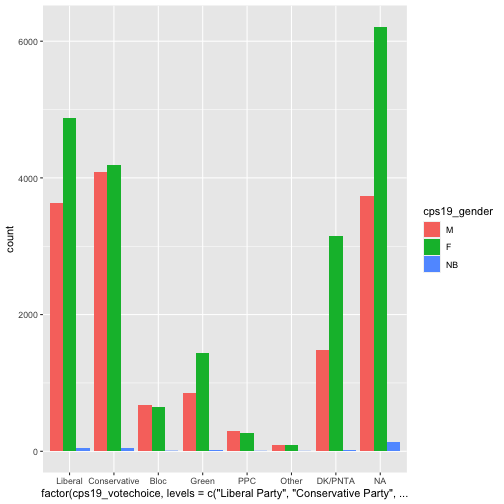 6000
4000
2000
0
count
Liberal Conservative Bloc Green PPC Other DK/PNTA NA
factor(cps19_votechoice, levels = c("Liberal Party", "Conservative Party", ...
cps19_gender
M
F
NB